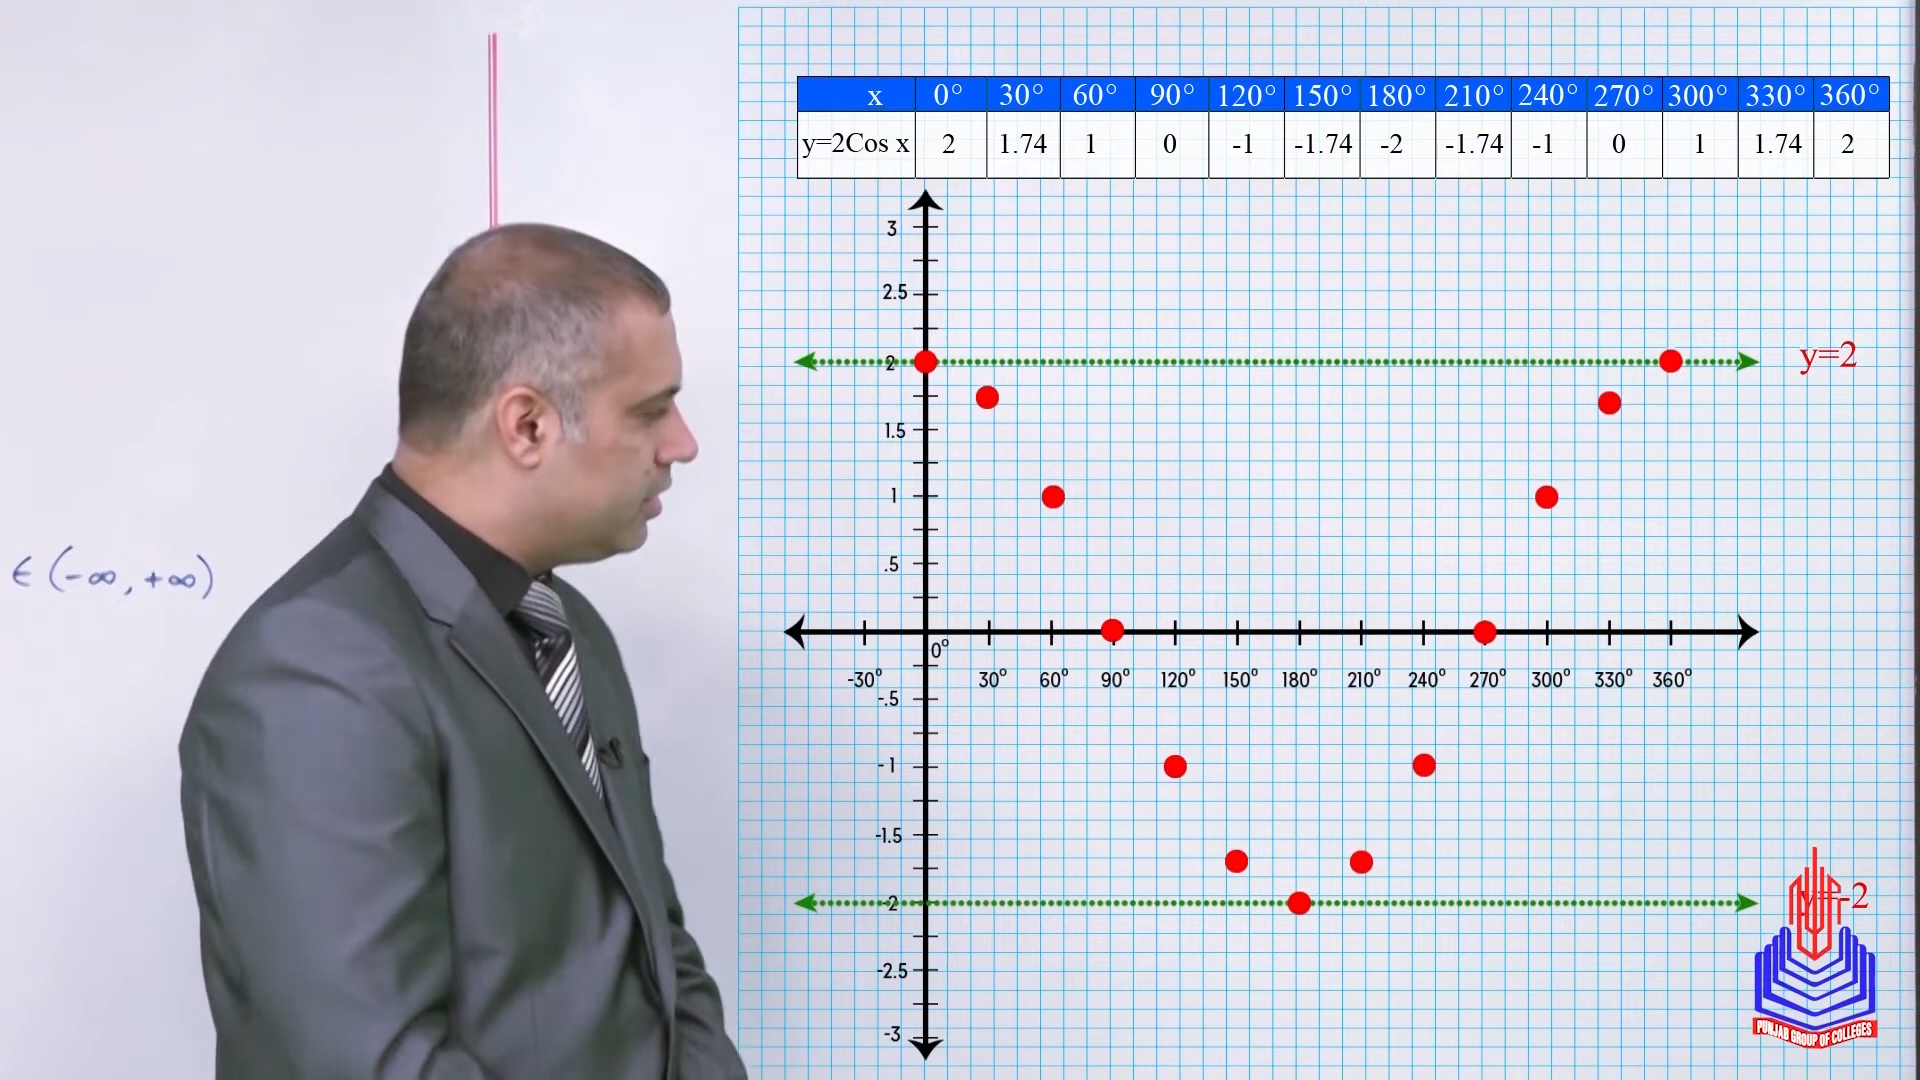 ∈ (-∞, +∞)
x 0° 30° 60° 90° 120° 150° 180° 210° 240° 270° 300° 330° 360°
y=2Cos x 2 1.74 1 0 -1 -1.74 -2 -1.74 -1 0 1 1.74 2
3
2.5
2
y=2
1.5
1
.5
0°
-30° 30° 60° 90° 120° 150° 180° 210° 240° 270° 300° 330° 360°
-.5
-1
-1.5
-2
y=-2
-2.5
-3
PUNJAB GROUP OF COLLEGES